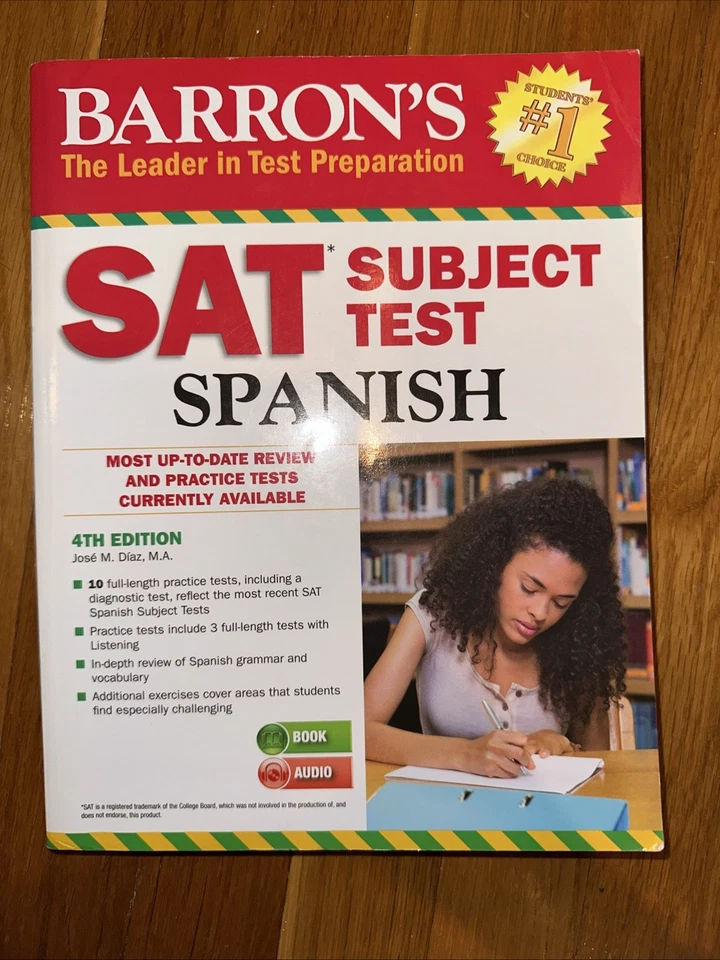 BARRON'S
The Leader in Test Preparation
STUDENTS'
#1
CHOICE
SAT*
SUBJECT
TEST
SPANISH
MOST UP-TO-DATE REVIEW
AND PRACTICE TESTS
CURRENTLY AVAILABLE
4TH EDITION
José M. Díaz, M.A.
10 full-length practice tests, including a
diagnostic test, reflect the most recent SAT
Spanish Subject Tests
Practice tests include 3 full-length tests with
Listening
In-depth review of Spanish grammar and
vocabulary
Additional exercises cover areas that students
find especially challenging
BOOK
AUDIO
*SAT is a registered trademark of the College Board, which was not involved in the production of, and
does not endorse, this product.